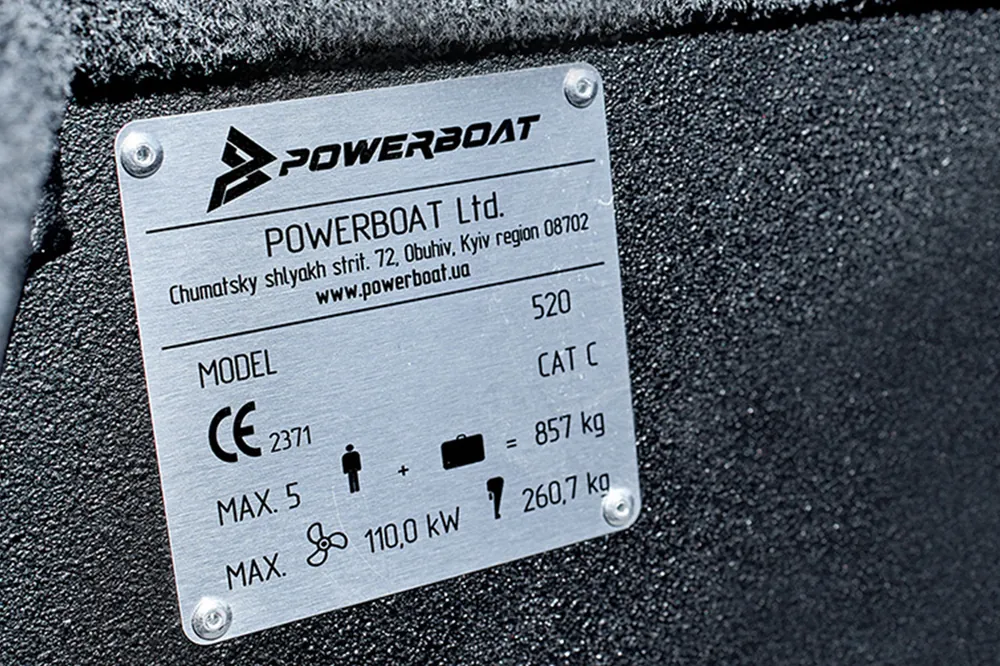 POWERBOAT
POWERBOAT Ltd.
Chumatsky shlyakh strit. 72, Obuhiv, Kyiv region 08702
www.powerboat.ua
MODEL 520
CE 2371 CAT C
MAX. 5 + = 857 kg
MAX. 110,0 kW 260,7 kg